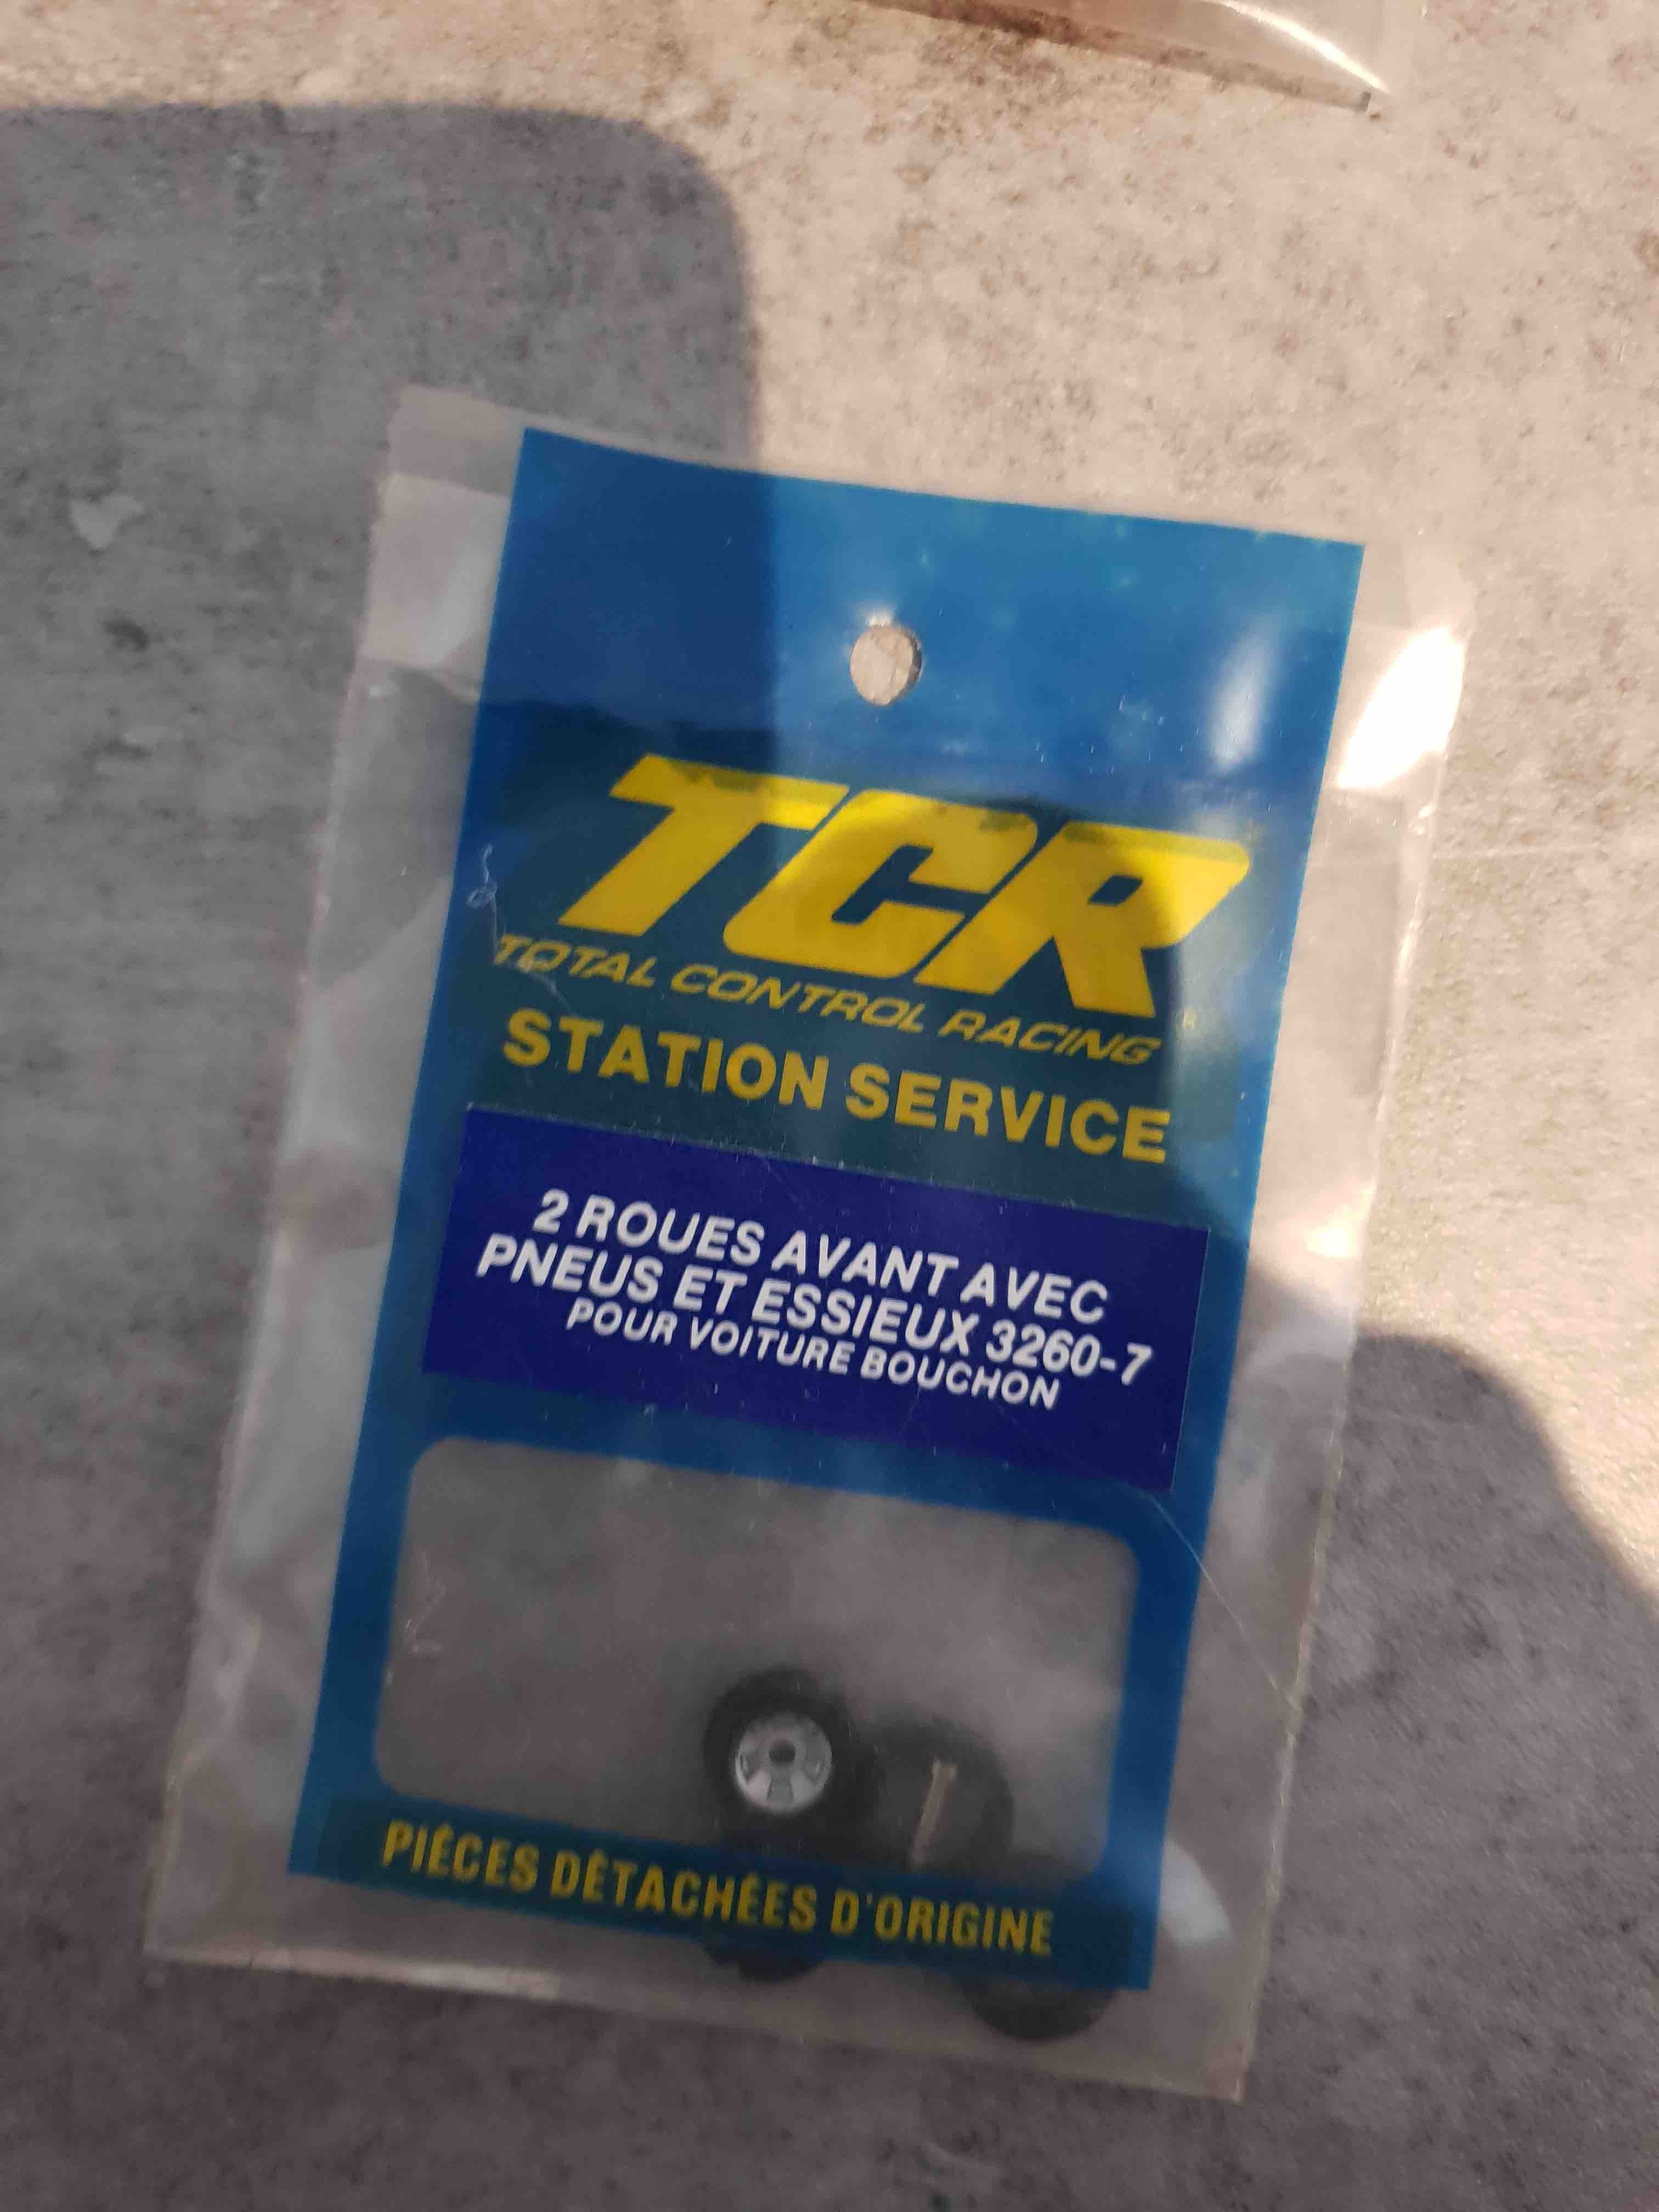 TCR
TOTAL CONTROL RACING
STATION SERVICE
2 ROUES AVANT AVEC
PNEUS ET ESSIEUX 3260-7
POUR VOITURE BOUCHON
PIÈCES DÉTACHÉES D'ORIGINE